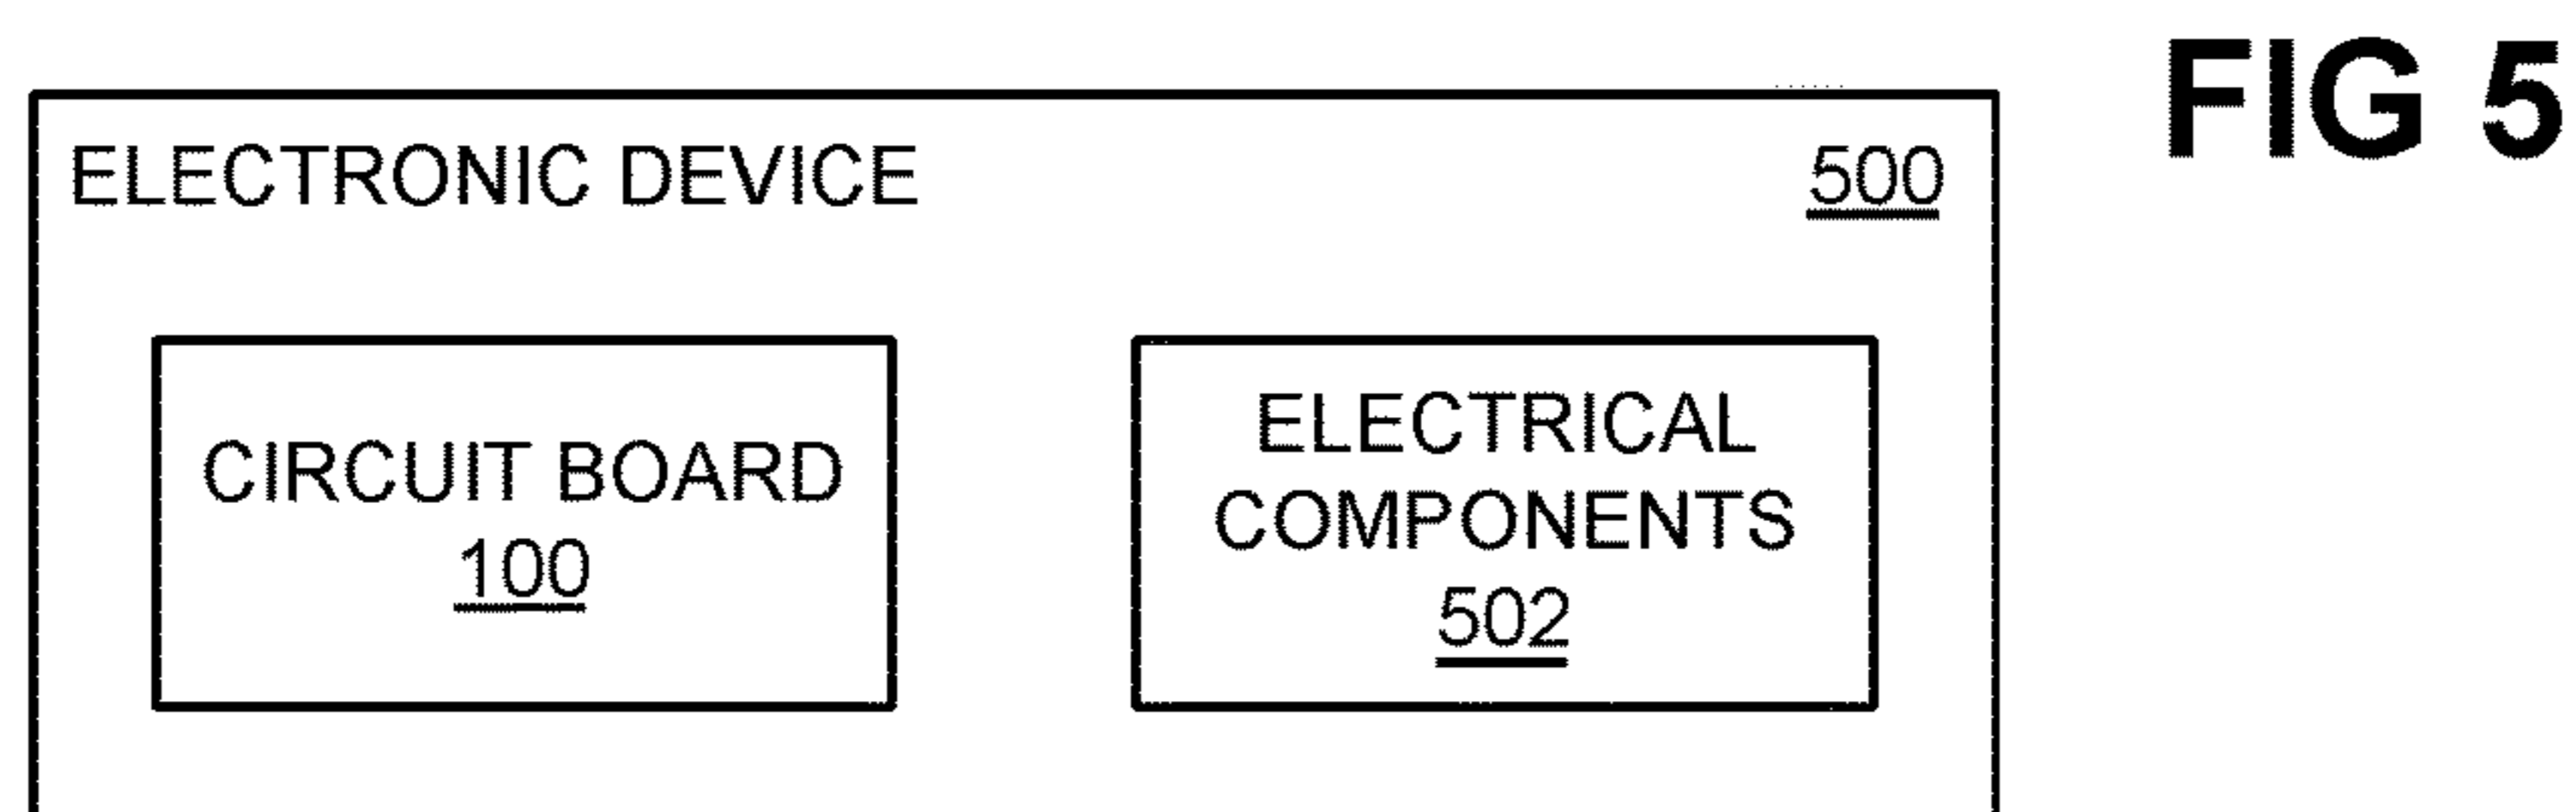 FIG 5
ELECTRONIC DEVICE 500
CIRCUIT BOARD
100
ELECTRICAL
COMPONENTS
502